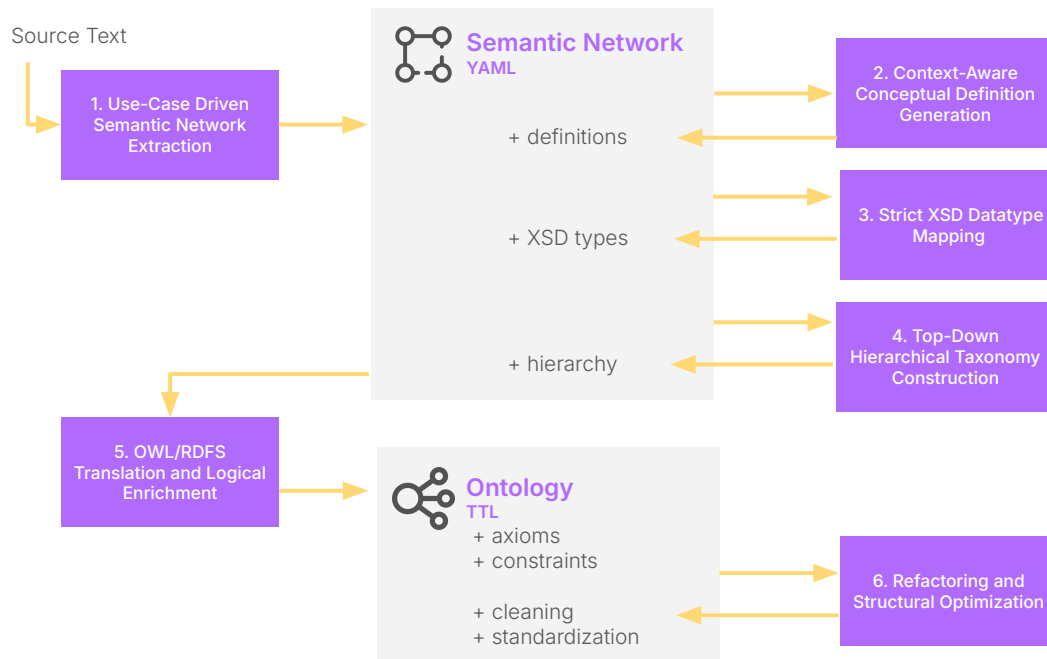 Source Text
1. Use-Case Driven
Semantic Network
Extraction
Semantic Network
YAML
+ definitions
+ XSD types
+ hierarchy
2. Context-Aware
Conceptual Definition
Generation
3. Strict XSD Datatype
Mapping
4. Top-Down
Hierarchical Taxonomy
Construction
5. OWL/RDFS
Translation and Logical
Enrichment
Ontology
TTL
+ axioms
+ constraints
+ cleaning
+ standardization
6. Refactoring and
Structural Optimization